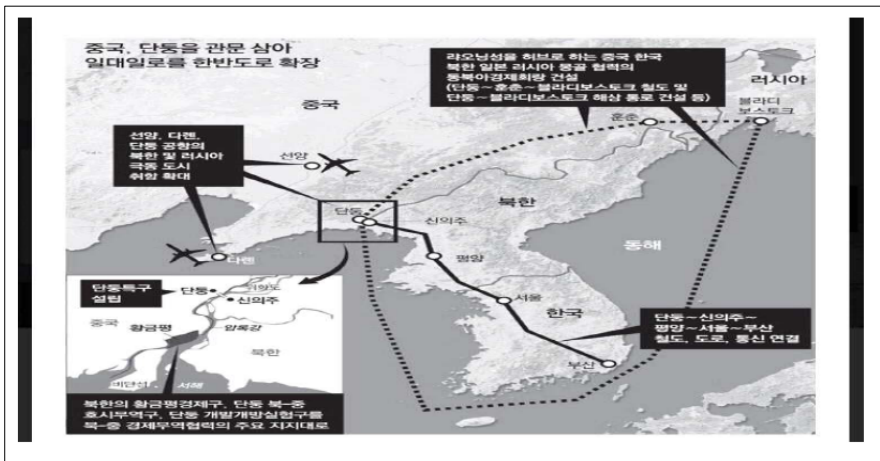 중국, 단둥을 관문 삼아
일대일로를 한반도로 확장
랴오닝성을 허브로 하는 중국 한국
북한 일본 러시아 몽골 협력의
동북아경제회랑 건설
(단둥~훈춘~블라디보스토크 철도 및
단둥~블라디보스토크 해상 통로 건설 등)
러시아
중국
블라디
보스토크
훈춘
선양, 다롄,
단둥 공항의
북한 및 러시아
극동 도시
취항 확대
선양
단둥
신의주
북한
동해
다롄
평양
서울
한국
부산
단둥~신의주~
평양~서울~부산
철도, 도로, 통신 연결
단둥특구
설립
단둥
위화도
신의주
중국
황금평
압록강
북한
비단섬
서해
북한의 황금평경제구, 단둥 북-중
호시무역구, 단둥 개발개방실험구를
북-중 경제무역협력의 주요 지지대로